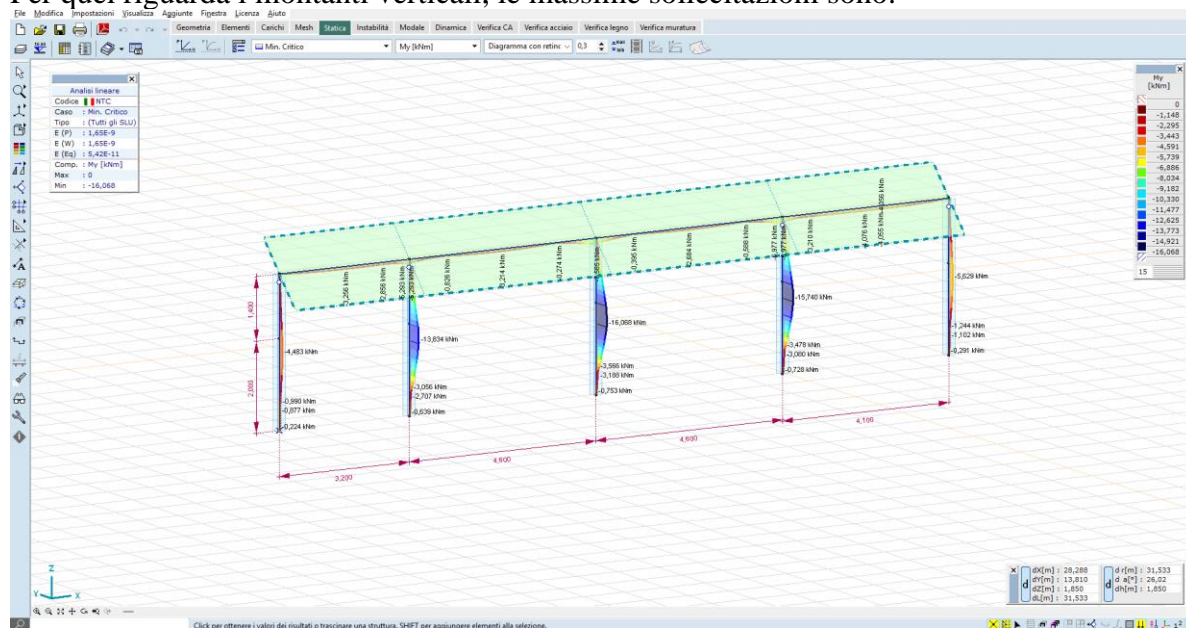 Per quel riguarda i montanti verticali, le massime sollecitazioni sono:
File Modifica Impostazioni Visualizza Aggiunte Finestra Licenza Aiuto
Geometria Elementi Carichi Mesh Statica Instabilità Modale Dinamica Verifica CA Verifica acciaio Verifica legno Verifica muratura
Min. Critico My [kNm] Diagramma con retinc 0,3
Analisi lineare
Codice NTC
Caso : Min. Critico
Tipo : (Tutti gli SLU)
E (P) : 1,65E-9
E (W) : 1,65E-9
E (Eq) : 5,42E-11
Comp. : My [kNm]
Max : 0
Min : -16,068
My
[kNm]
0
-1,148
-2,295
-3,443
-4,591
-5,739
-6,886
-8,034
-9,182
-10,330
-11,477
-12,625
-13,773
-14,921
-16,068
15
1,400
2,000
-4,483 kNm
-0,990 kNm
-0,877 kNm
-0,224 kNm
-13,834 kNm
-3,056 kNm
-2,707 kNm
-0,639 kNm
-16,068 kNm
-3,566 kNm
-3,188 kNm
-0,753 kNm
-15,740 kNm
-3,478 kNm
-3,080 kNm
-0,728 kNm
-5,629 kNm
-1,244 kNm
-1,102 kNm
-0,291 kNm
3,200
4,600
4,600
4,100
Z
Y
X
dX[m] : 28,288
dY[m] : 13,810
dZ[m] : 1,850
dL[m] : 31,533
d
d r[m] : 31,533
d a[°] : 26,02
dh[m] : 1,850
d
Click per ottenere i valori dei risultati o trascinare una struttura. SHIFT per aggiungere elementi alla selezione.